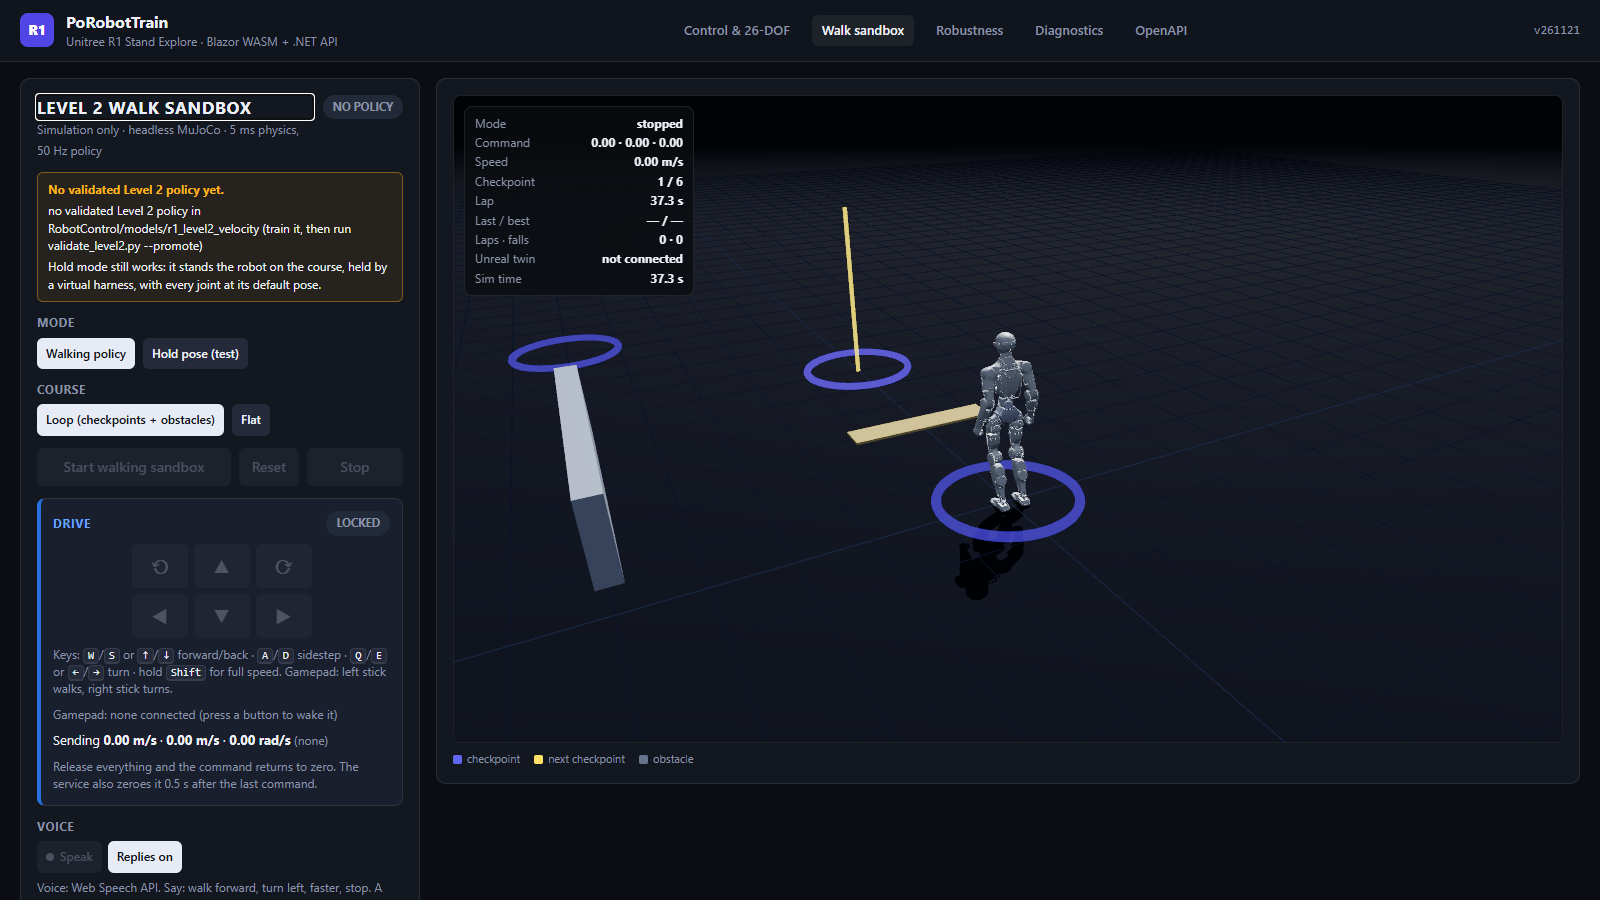 R1
PoRobotTrain
Unitree R1 Stand Explore · Blazor WASM + .NET API
Control & 26-DOF
Walk sandbox
Robustness
Diagnostics
OpenAPI
v261121
LEVEL 2 WALK SANDBOX
NO POLICY
Simulation only · headless MuJoCo · 5 ms physics,
50 Hz policy
No validated Level 2 policy yet.
no validated Level 2 policy in
RobotControl/models/r1_level2_velocity (train it, then run
validate_level2.py --promote)
Hold mode still works: it stands the robot on the course, held by
a virtual harness, with every joint at its default pose.
MODE
Walking policy
Hold pose (test)
COURSE
Loop (checkpoints + obstacles)
Flat
Start walking sandbox
Reset
Stop
DRIVE
LOCKED
Keys: W/S or ↑/↓ forward/back · A/D sidestep · Q/E
or ←/→ turn · hold Shift for full speed. Gamepad: left stick
walks, right stick turns.
Gamepad: none connected (press a button to wake it)
Sending 0.00 m/s · 0.00 m/s · 0.00 rad/s (none)
Release everything and the command returns to zero. The
service also zeroes it 0.5 s after the last command.
VOICE
Speak
Replies on
Voice: Web Speech API. Say: walk forward, turn left, faster, stop. A
Mode stopped
Command 0.00 · 0.00 · 0.00
Speed 0.00 m/s
Checkpoint 1 / 6
Lap 37.3 s
Last / best — / —
Laps · falls 0 · 0
Unreal twin not connected
Sim time 37.3 s
checkpoint
next checkpoint
obstacle